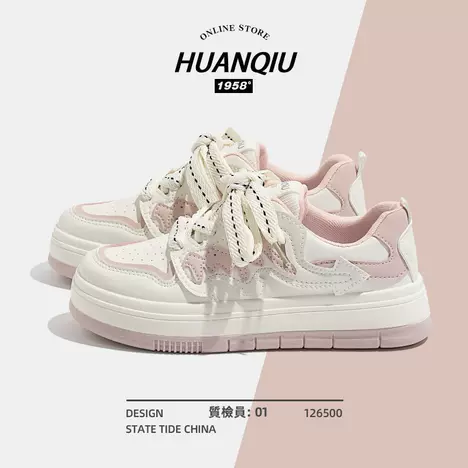 ONLINE STORE
HUANQIU
1958®
DESIGN 質檢員: 01 126500
STATE TIDE CHINA